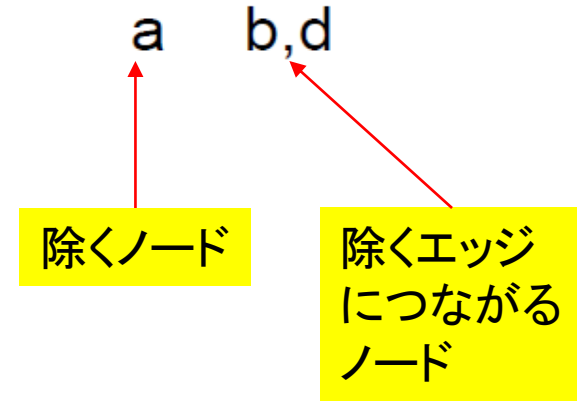 a b,d
除くノード
除くエッジ
につながる
ノード